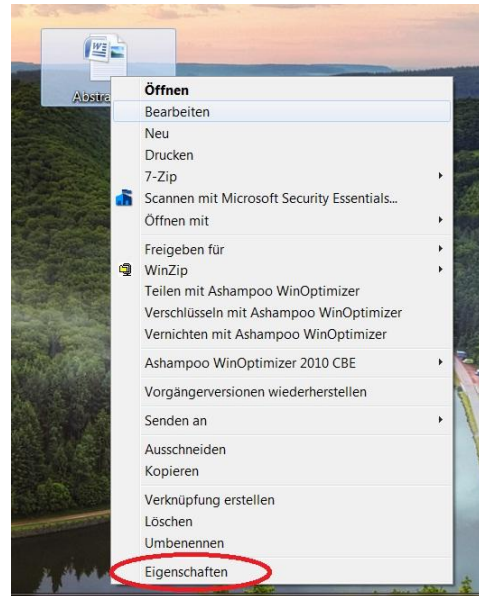 Öffnen
Bearbeiten
Neu
Drucken
7-Zip
Scannen mit Microsoft Security Essentials...
Öffnen mit
Freigeben für
WinZip
Teilen mit Ashampoo WinOptimizer
Verschlüsseln mit Ashampoo WinOptimizer
Vernichten mit Ashampoo WinOptimizer
Ashampoo WinOptimizer 2010 CBE
Vorgängerversionen wiederherstellen
Senden an
Ausschneiden
Kopieren
Verknüpfung erstellen
Löschen
Umbenennen
Eigenschaften